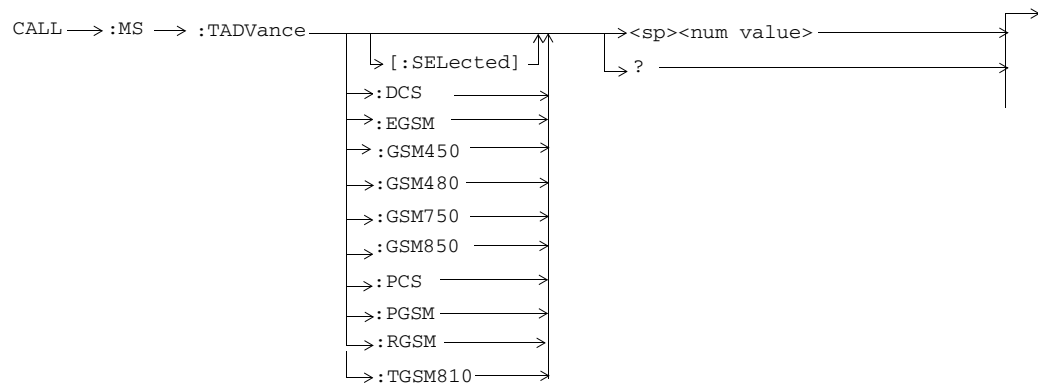 CALL :MS :TADVance <sp><num value>
[:SELected] ?
:DCS
:EGSM
:GSM450
:GSM480
:GSM750
:GSM850
:PCS
:PGSM
:RGSM
:TGSM810